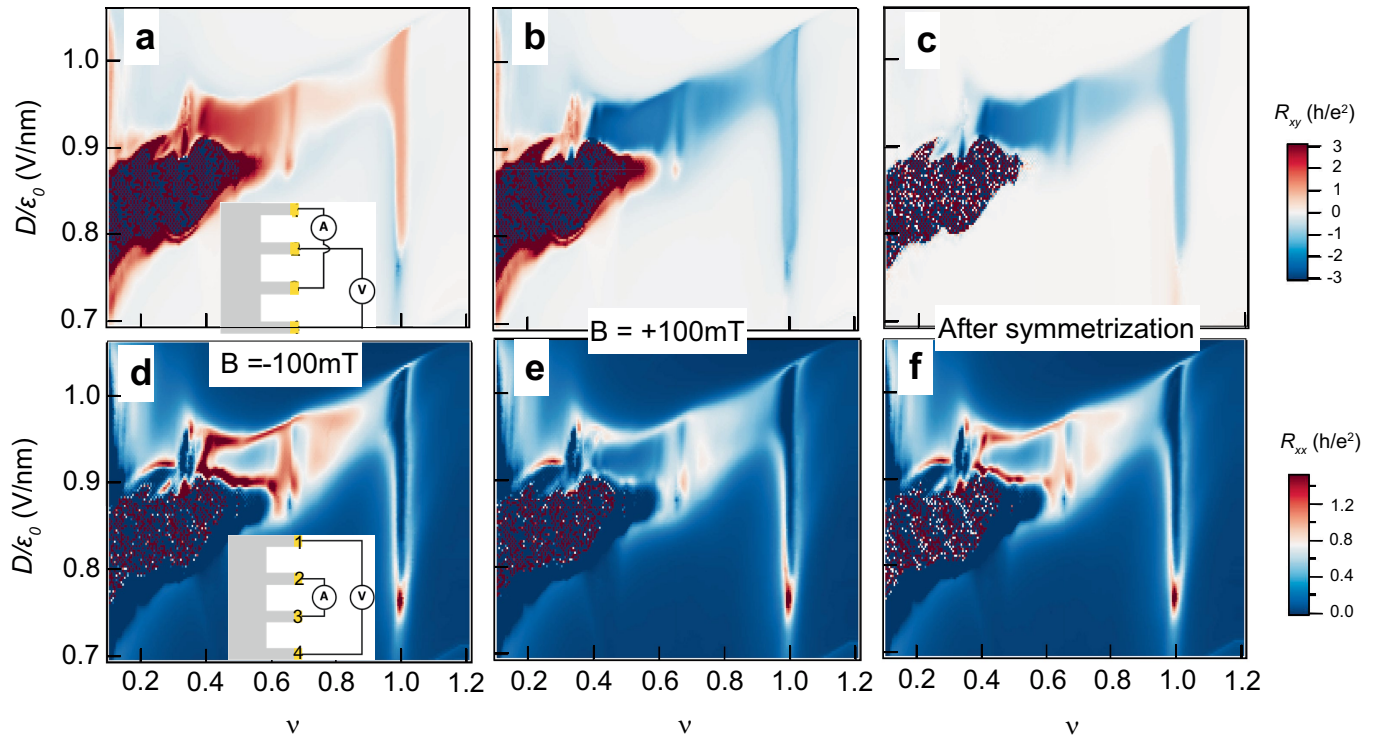 a
b
c
D/ε0 (V/nm)
1.0
0.9
0.8
0.7
A
V
Rxy (h/e²)
3
2
1
0
-1
-2
-3
B =-100mT
B = +100mT
After symmetrization
d
e
f
D/ε0 (V/nm)
1.0
0.9
0.8
0.7
1
2
3
4
A
V
Rxx (h/e²)
1.2
0.8
0.4
0.0
0.2 0.4 0.6 0.8 1.0 1.2
0.2 0.4 0.6 0.8 1.0 1.2
0.2 0.4 0.6 0.8 1.0 1.2
ν
ν
ν